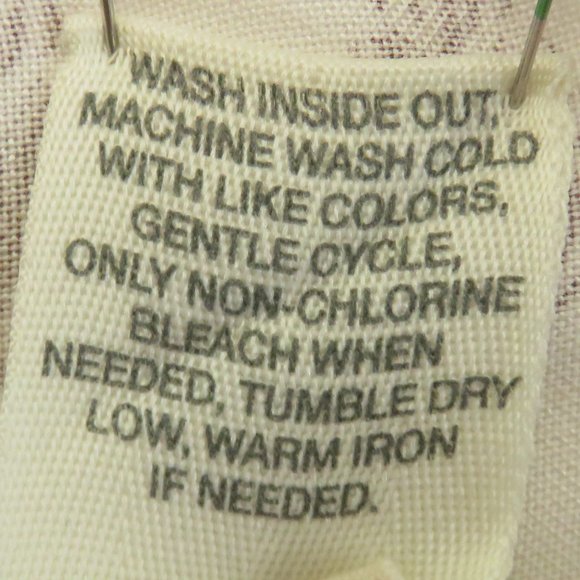 WASH INSIDE OUT,
MACHINE WASH COLD
WITH LIKE COLORS,
GENTLE CYCLE,
ONLY NON-CHLORINE
BLEACH WHEN
NEEDED, TUMBLE DRY
LOW, WARM IRON
IF NEEDED.